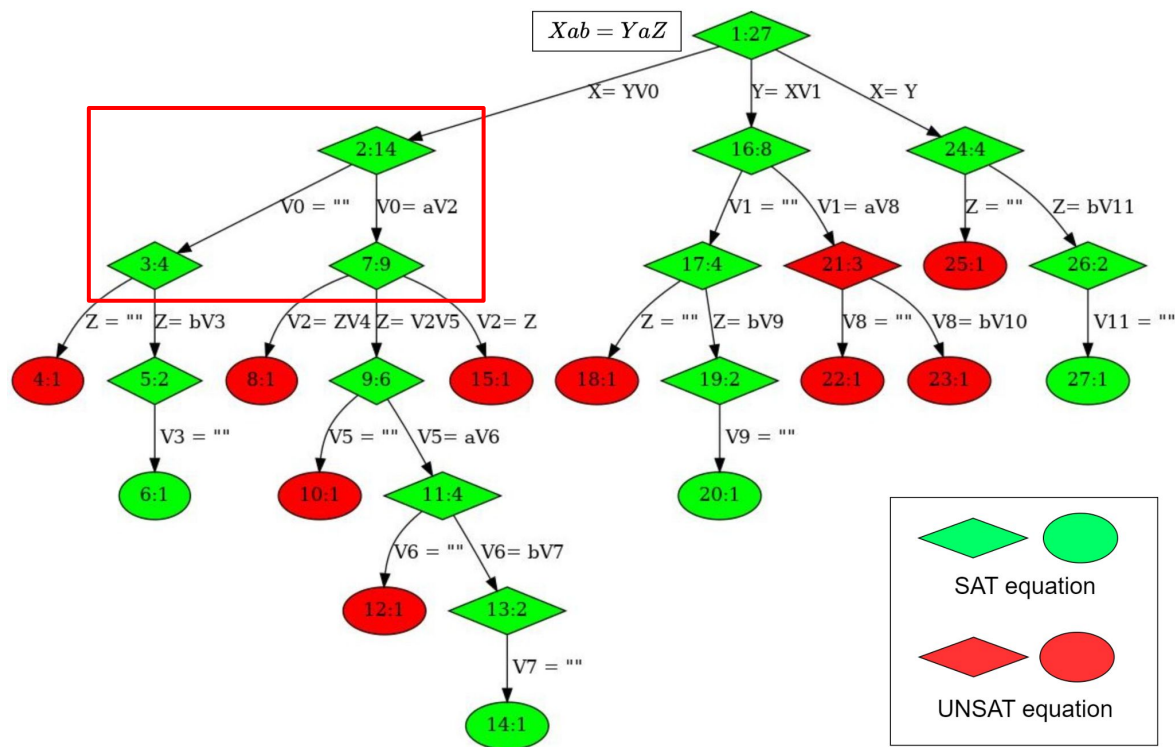 Xab = YaZ
1:27
X= YV0
Y= XV1
X= Y
2:14
16:8
24:4
V0 = ""
V0= aV2
V1 = ""
V1= aV8
Z = ""
Z= bV11
3:4
7:9
17:4
21:3
25:1
26:2
Z = ""
Z= bV3
V2= ZV4
Z= V2V5
V2= Z
Z = ""
Z= bV9
V8 = ""
V8= bV10
V11 = ""
4:1
5:2
8:1
9:6
15:1
18:1
19:2
22:1
23:1
27:1
V3 = ""
V5 = ""
V5= aV6
V9 = ""
6:1
10:1
11:4
20:1
V6 = ""
V6= bV7
12:1
13:2
V7 = ""
14:1
SAT equation
UNSAT equation